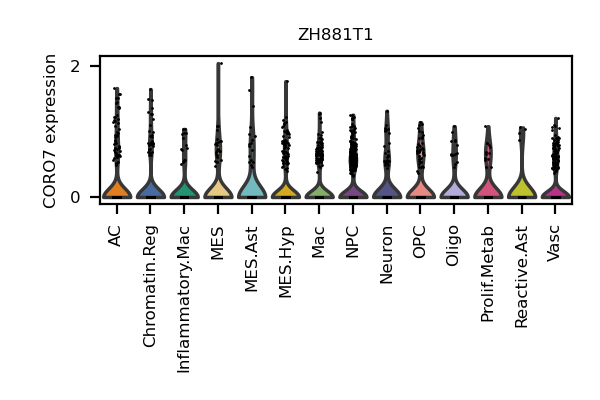 ZH881T1
CORO7 expression
2
0
AC
Chromatin.Reg
Inflammatory.Mac
MES
MES.Ast
MES.Hyp
Mac
NPC
Neuron
OPC
Oligo
Prolif.Metab
Reactive.Ast
Vasc